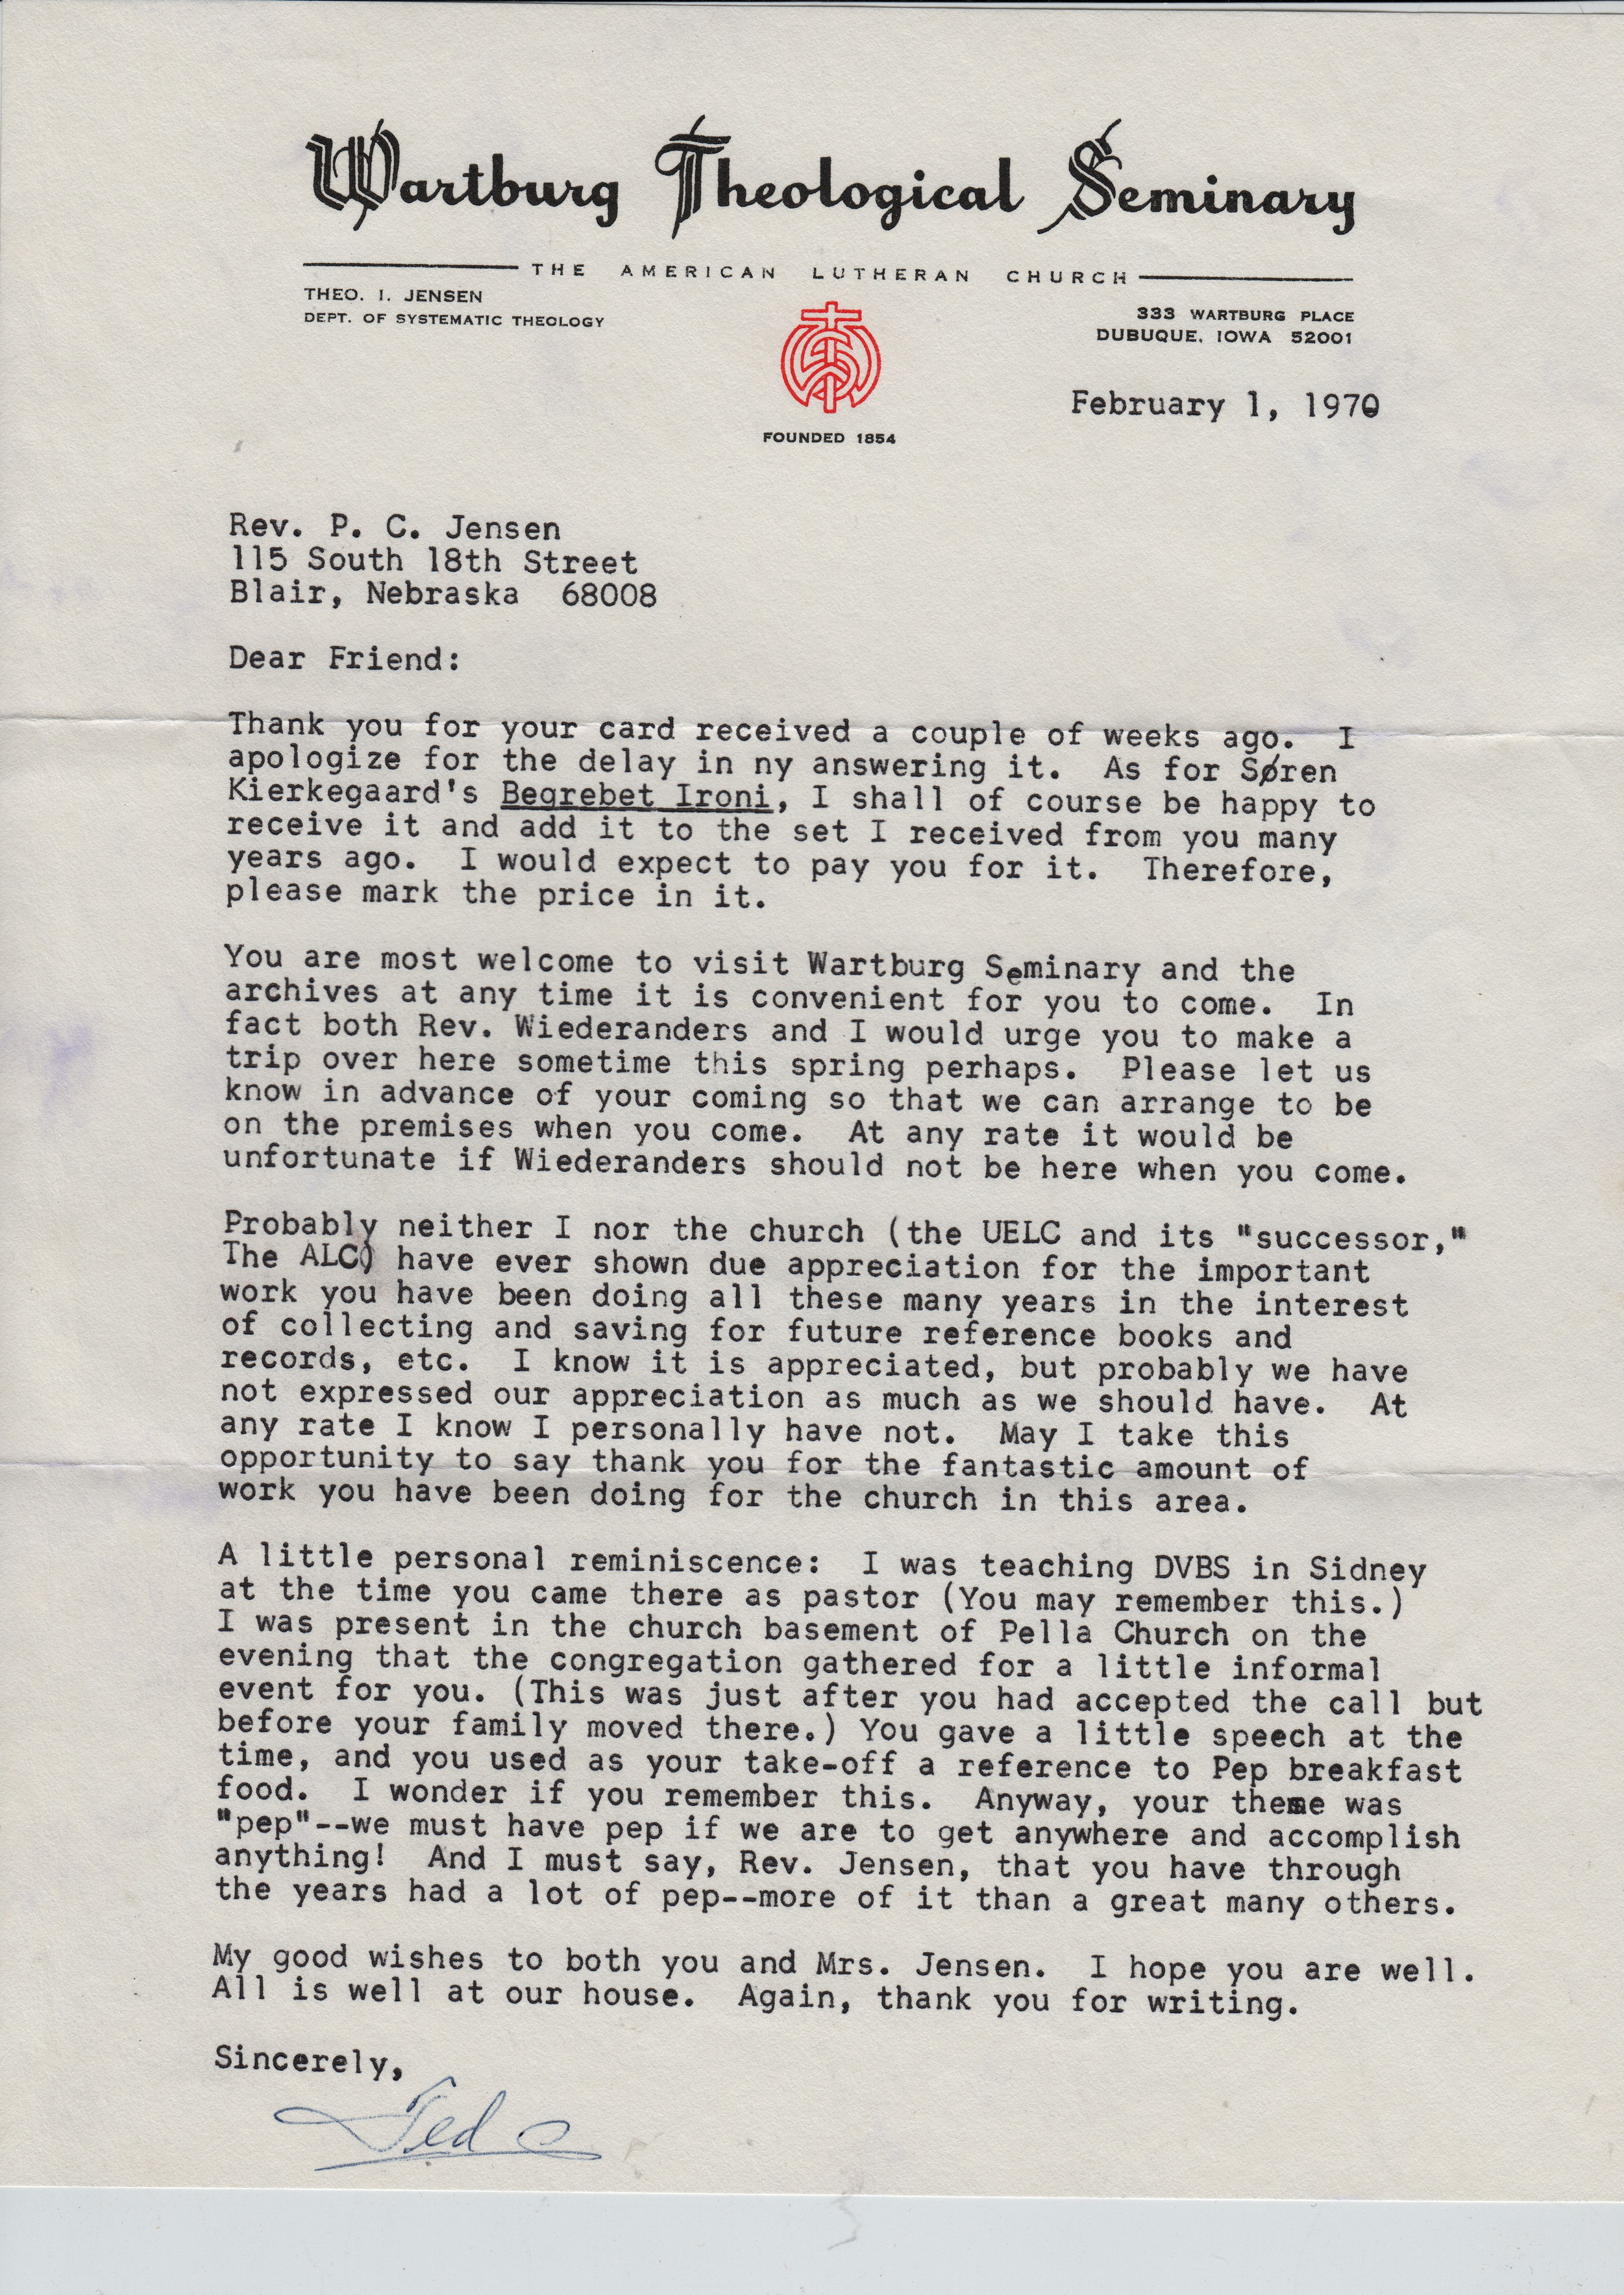 Wartburg Theological Seminary
THE AMERICAN LUTHERAN CHURCH
THEO. I. JENSEN
DEPT. OF SYSTEMATIC THEOLOGY
333 WARTBURG PLACE
DUBUQUE, IOWA 52001
FOUNDED 1854
February 1, 1970
Rev. P. C. Jensen
115 South 18th Street
Blair, Nebraska 68008
Dear Friend:
Thank you for your card received a couple of weeks ago. I
apologize for the delay in ny answering it. As for Søren
Kierkegaard's Begrebet Ironi, I shall of course be happy to
receive it and add it to the set I received from you many
years ago. I would expect to pay you for it. Therefore,
please mark the price in it.
You are most welcome to visit Wartburg Seminary and the
archives at any time it is convenient for you to come. In
fact both Rev. Wiederanders and I would urge you to make a
trip over here sometime this spring perhaps. Please let us
know in advance of your coming so that we can arrange to be
on the premises when you come. At any rate it would be
unfortunate if Wiederanders should not be here when you come.
Probably neither I nor the church (the UELC and its "successor,"
The ALC) have ever shown due appreciation for the important
work you have been doing all these many years in the interest
of collecting and saving for future reference books and
records, etc. I know it is appreciated, but probably we have
not expressed our appreciation as much as we should have. At
any rate I know I personally have not. May I take this
opportunity to say thank you for the fantastic amount of
work you have been doing for the church in this area.
A little personal reminiscence: I was teaching DVBS in Sidney
at the time you came there as pastor (You may remember this.)
I was present in the church basement of Pella Church on the
evening that the congregation gathered for a little informal
event for you. (This was just after you had accepted the call but
before your family moved there.) You gave a little speech at the
time, and you used as your take-off a reference to Pep breakfast
food. I wonder if you remember this. Anyway, your theme was
"pep"--we must have pep if we are to get anywhere and accomplish
anything! And I must say, Rev. Jensen, that you have through
the years had a lot of pep--more of it than a great many others.
My good wishes to both you and Mrs. Jensen. I hope you are well.
All is well at our house. Again, thank you for writing.
Sincerely,
Ted